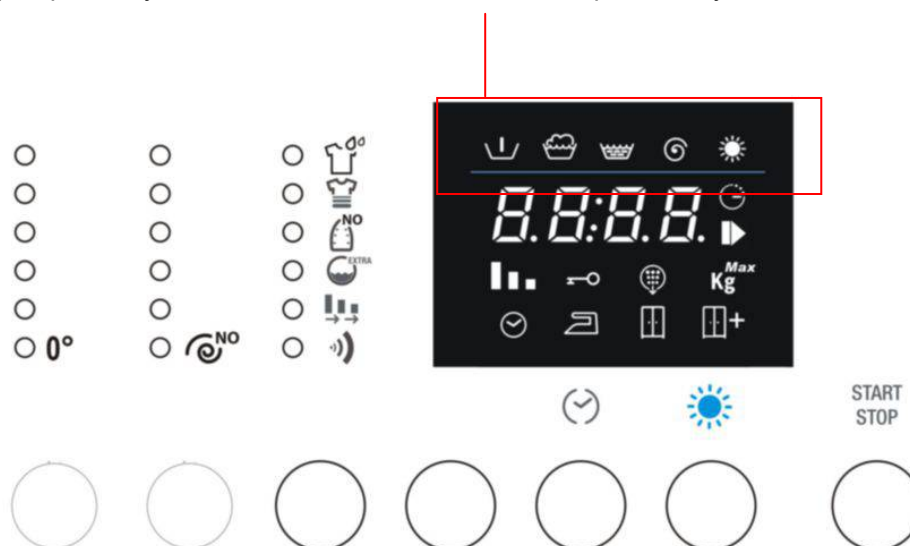 8.8:8.8.
NO
EXTRA
Max
Kg
0°
NO
START
STOP